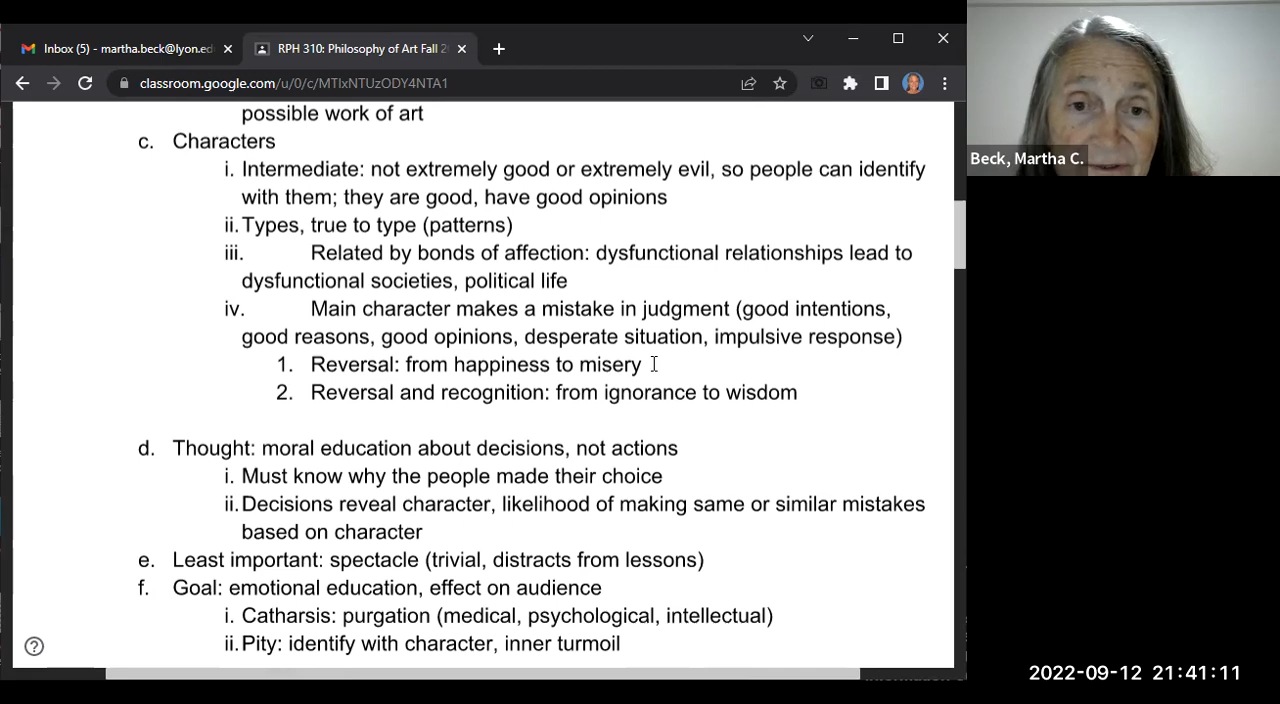 Inbox (5) - martha.beck@lyon.ed
RPH 310: Philosophy of Art Fall 2
classroom.google.com/u/0/c/MTIxNTUzODY4NTA1
possible work of art
c. Characters
i. Intermediate: not extremely good or extremely evil, so people can identify
with them; they are good, have good opinions
ii. Types, true to type (patterns)
iii. Related by bonds of affection: dysfunctional relationships lead to
dysfunctional societies, political life
iv. Main character makes a mistake in judgment (good intentions,
good reasons, good opinions, desperate situation, impulsive response)
1. Reversal: from happiness to misery
2. Reversal and recognition: from ignorance to wisdom
d. Thought: moral education about decisions, not actions
i. Must know why the people made their choice
ii. Decisions reveal character, likelihood of making same or similar mistakes
based on character
e. Least important: spectacle (trivial, distracts from lessons)
f. Goal: emotional education, effect on audience
i. Catharsis: purgation (medical, psychological, intellectual)
ii. Pity: identify with character, inner turmoil
Beck, Martha C.
2022-09-12 21:41:11